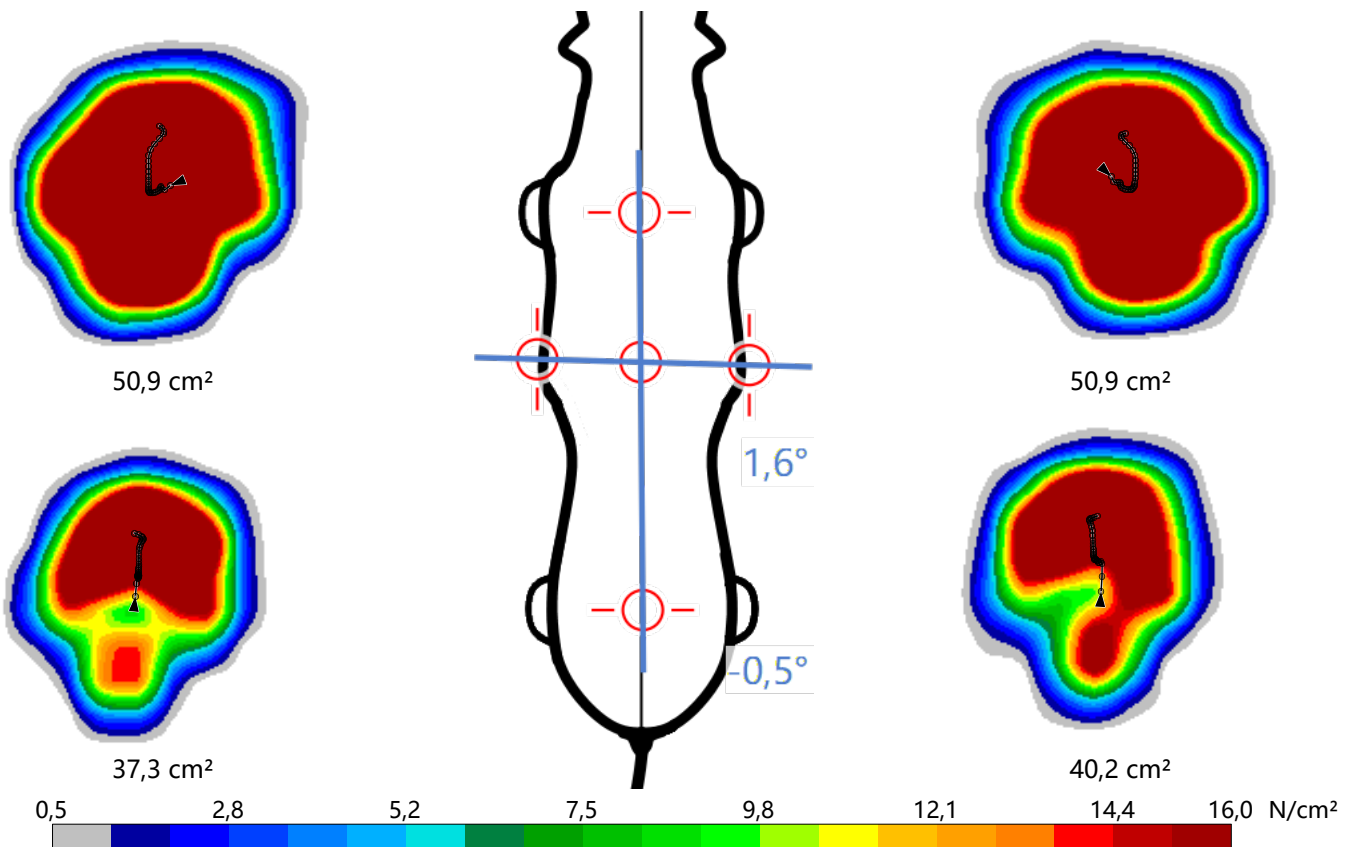 50,9 cm²
50,9 cm²
1,6°
-0,5°
37,3 cm²
40,2 cm²
0,5 2,8 5,2 7,5 9,8 12,1 14,4 16,0 N/cm²